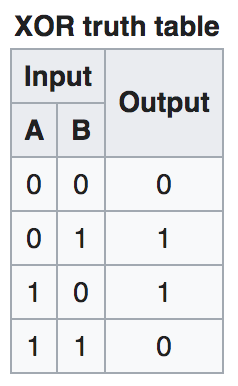 XOR truth table
Input Output
A B
0 0 0
0 1 1
1 0 1
1 1 0